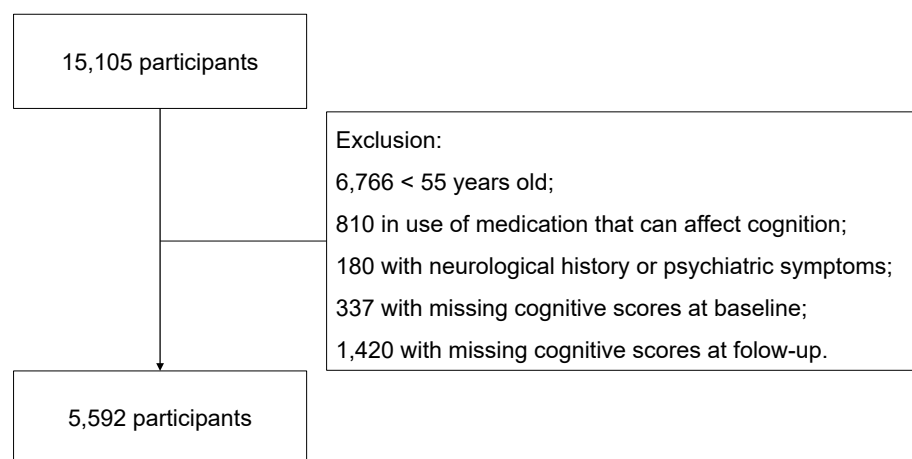 15,105 participants
Exclusion:
6,766 < 55 years old;
810 in use of medication that can affect cognition;
180 with neurological history or psychiatric symptoms;
337 with missing cognitive scores at baseline;
1,420 with missing cognitive scores at folow-up.
5,592 participants